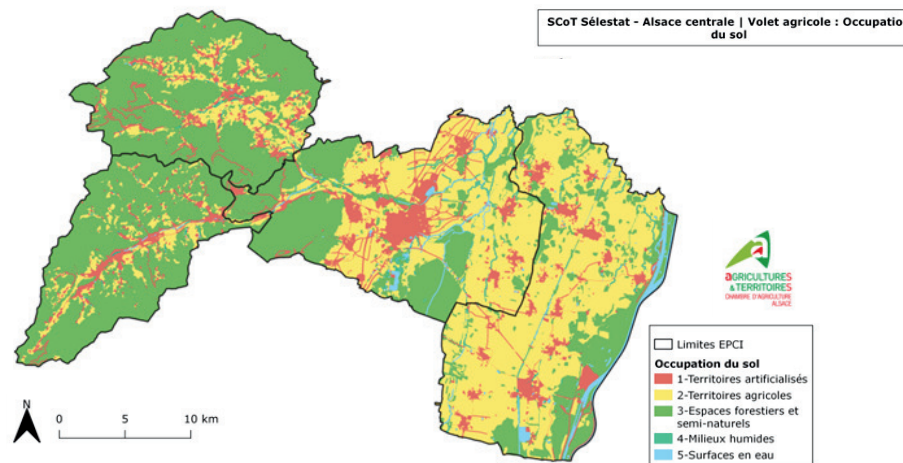 SCoT Sélestat - Alsace centrale | Volet agricole : Occupatio
du sol
aGRICULTURES
& TERRITOIRES
CHAMBRE D'AGRICULTURE
ALSACE
Limites EPCI
Occupation du sol
1-Territoires artificialisés
2-Territoires agricoles
3-Espaces forestiers et
semi-naturels
4-Milieux humides
5-Surfaces en eau
N
0 5 10 km